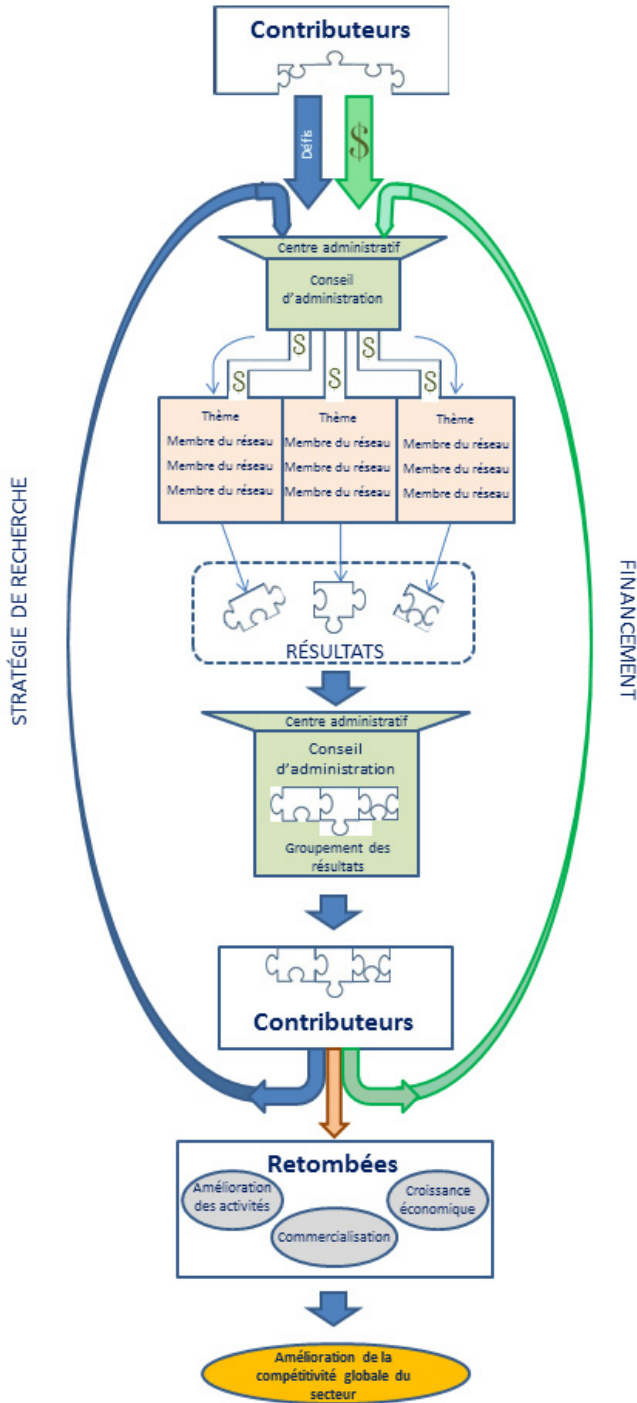 Contributeurs
Défis
$
Centre administratif
Conseil
d'administration
$ $
$ $ $
Thème
Membre du réseau
Membre du réseau
Membre du réseau
Thème
Membre du réseau
Membre du réseau
Membre du réseau
Thème
Membre du réseau
Membre du réseau
Membre du réseau
STRATÉGIE DE RECHERCHE
FINANCEMENT
RÉSULTATS
Centre administratif
Conseil
d'administration
Groupement des
résultats
Contributeurs
Retombées
Amélioration
des activités
Croissance
économique
Commercialisation
Amélioration de la
compétitivité globale du
secteur